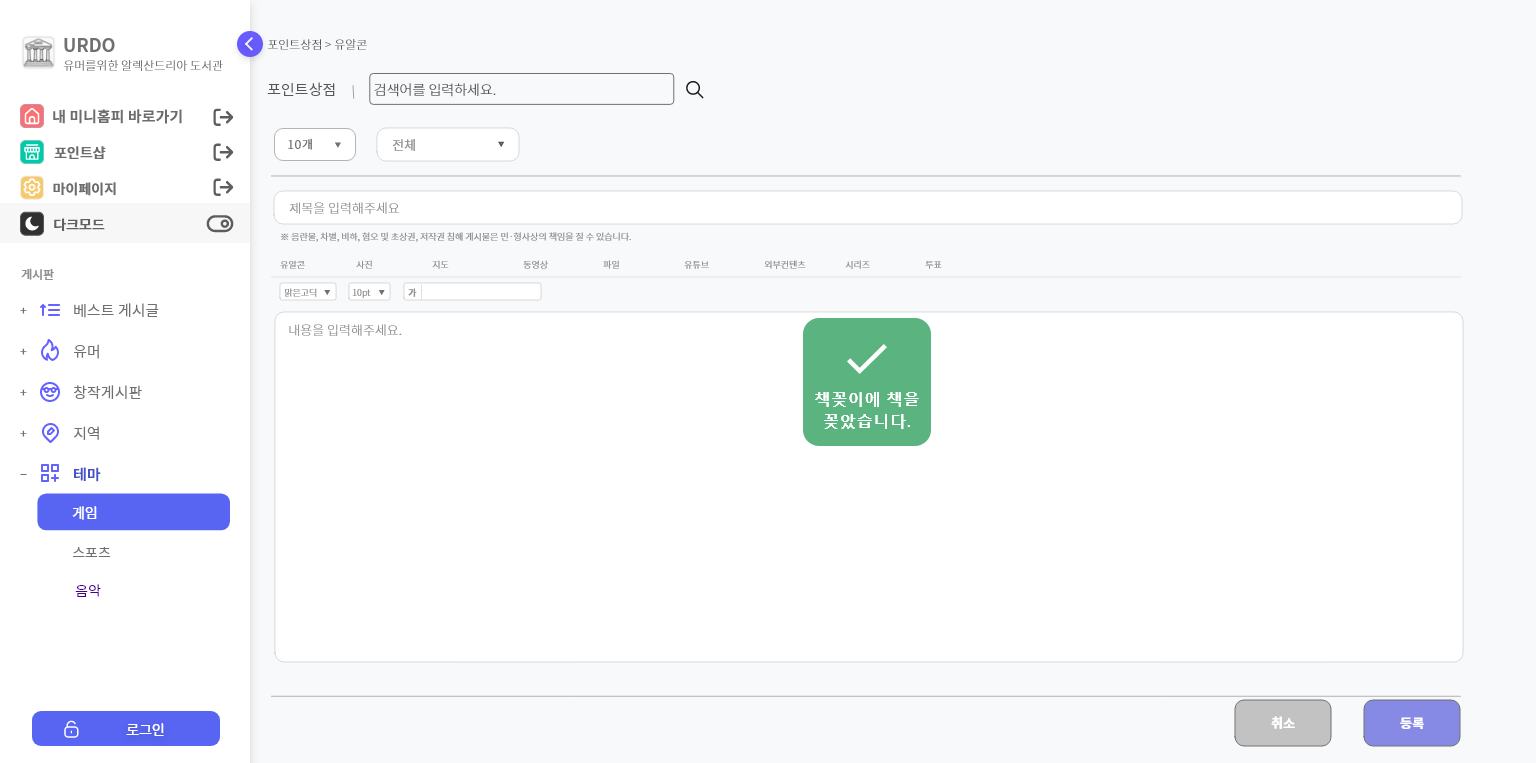 URDO
유머를위한 알렉산드리아 도서관
내 미니홈피 바로가기
포인트샵
마이페이지
다크모드
게시판
+ 베스트 게시글
+ 유머
+ 창작게시판
+ 지역
− 테마
게임
스포츠
음악
로그인
포인트상점 > 유알콘
포인트상점 | 검색어를 입력하세요.
10개 ▼ 전체 ▼
제목을 입력해주세요
※ 음란물, 차별, 비하, 혐오 및 초상권, 저작권 침해 게시물은 민·형사상의 책임을 질 수 있습니다.
유알콘 사진 지도 동영상 파일 유튜브 외부컨텐츠 시리즈 투표
맑은고딕 ▼ 10pt ▼ 가
내용을 입력해주세요.
책꽂이에 책을
꽂았습니다.
취소 등록